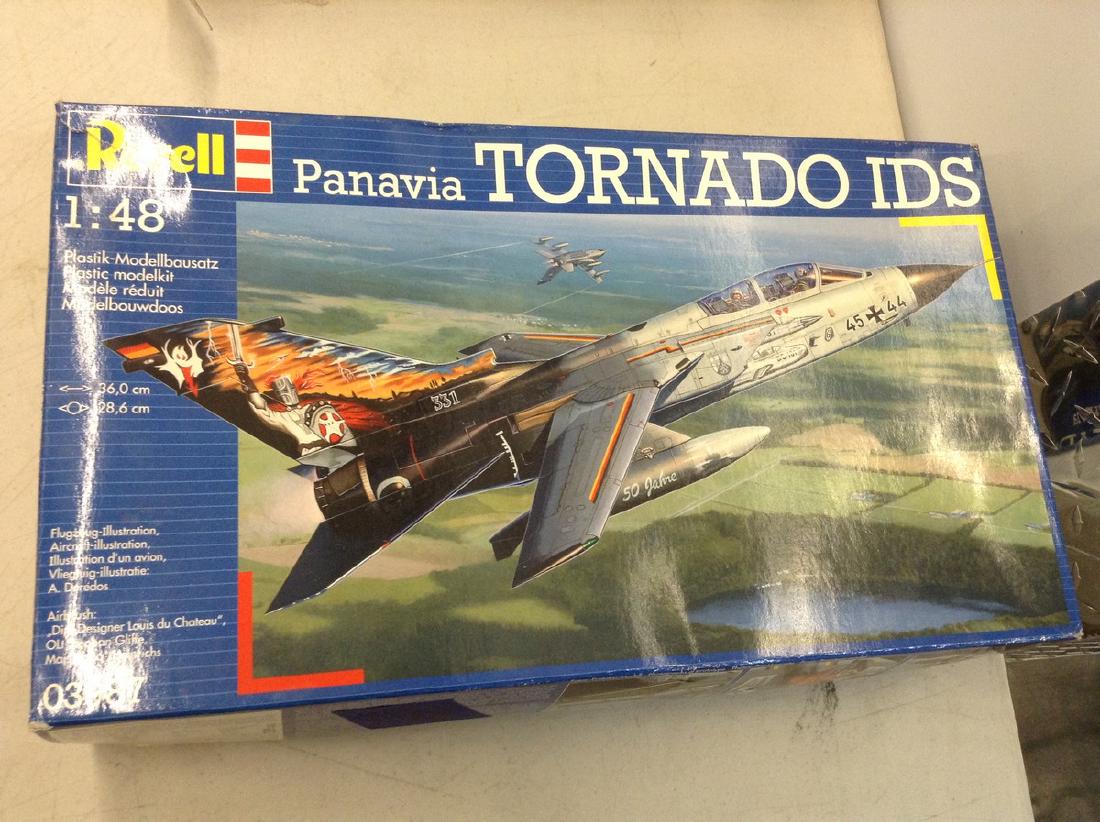 Revell
Panavia TORNADO IDS
1:48
Plastik-Modellbausatz
Plastic modelkit
Modèle réduit
Modelbouwdoos
36,0 cm
28,6 cm
45 44
331
50 Jahre
Flugzeug-Illustration,
Aircraft-illustration,
Illustration d'un avion,
Vliegtuig-illustratie:
A. Deredos
Airbrush:
Designer Louis du Chateau",